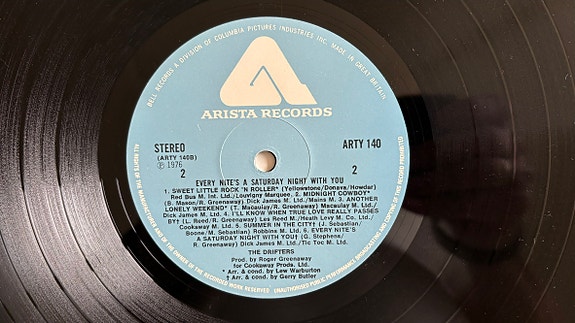 BELL RECORDS A DIVISION OF COLUMBIA PICTURES INDUSTRIES INC. MADE IN GREAT BRITAIN
ARISTA RECORDS
STEREO
ARTY 140
(ARTY 140B)
℗ 1976
2
2
EVERY NITE'S A SATURDAY NIGHT WITH YOU
1. SWEET LITTLE ROCK 'N ROLLER* (Yellowstone/Donava/Howdar)
Red Bus M. Ltd./Louvigny Marquee. 2. MIDNIGHT COWBOY*
(B. Mason/R. Greenaway) Dick James M. Ltd./Mains M. 3. ANOTHER
LONELY WEEKEND† (T. Macaulay/R. Greenaway) Macaulay M. Ltd./
Dick James M. Ltd. 4. I'LL KNOW WHEN TRUE LOVE REALLY PASSES
BY† (L. Reed/R. Greenaway) Les Reed M./Heath Levy M. Co. Ltd./
Cookaway M. Ltd. 5. SUMMER IN THE CITY† (J. Sebastian/
Boone/M. Sebastian) Robbins M. Ltd. 6. EVERY NITE'S
A SATURDAY NIGHT WITH YOU† (G. Stephens/
R. Greenaway) Dick James M. Ltd./Tic Toc M. Ltd.
THE DRIFTERS
Prod. by Roger Greenaway
for Cookaway Prods. Ltd.
* Arr. & cond. by Lew Warburton
† Arr. & cond. by Gerry Butler
ALL RIGHTS OF THE MANUFACTURER AND OF THE OWNER OF THE RECORDED WORK RESERVED
UNAUTHORISED PUBLIC PERFORMANCE BROADCASTING AND COPYING OF THIS RECORD PROHIBITED